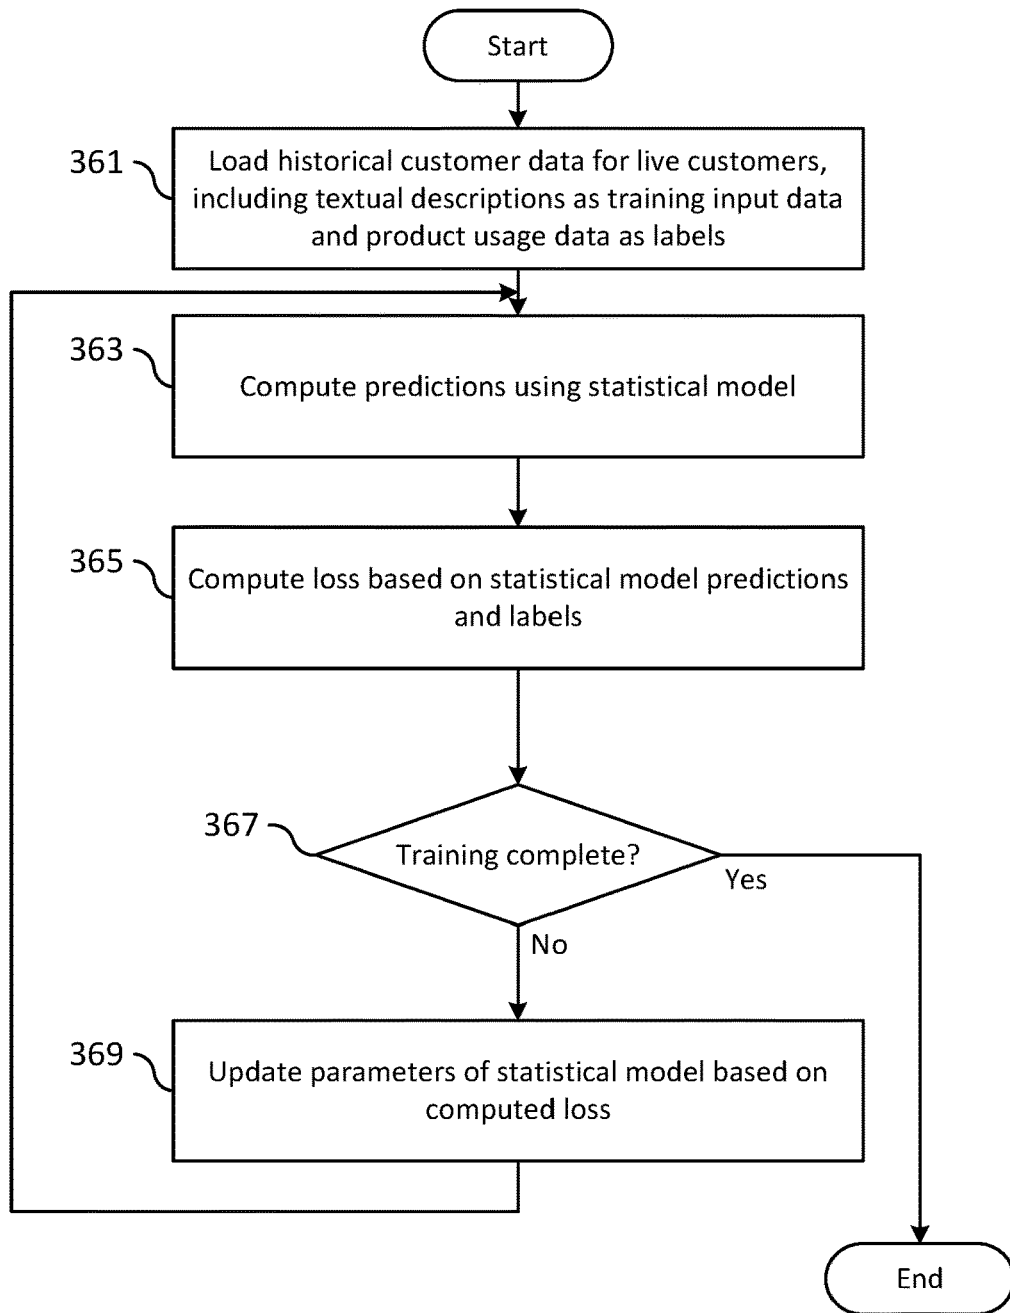 Start
361
Load historical customer data for live customers,
including textual descriptions as training input data
and product usage data as labels
363
Compute predictions using statistical model
365
Compute loss based on statistical model predictions
and labels
367
Training complete?
Yes
No
369
Update parameters of statistical model based on
computed loss
End